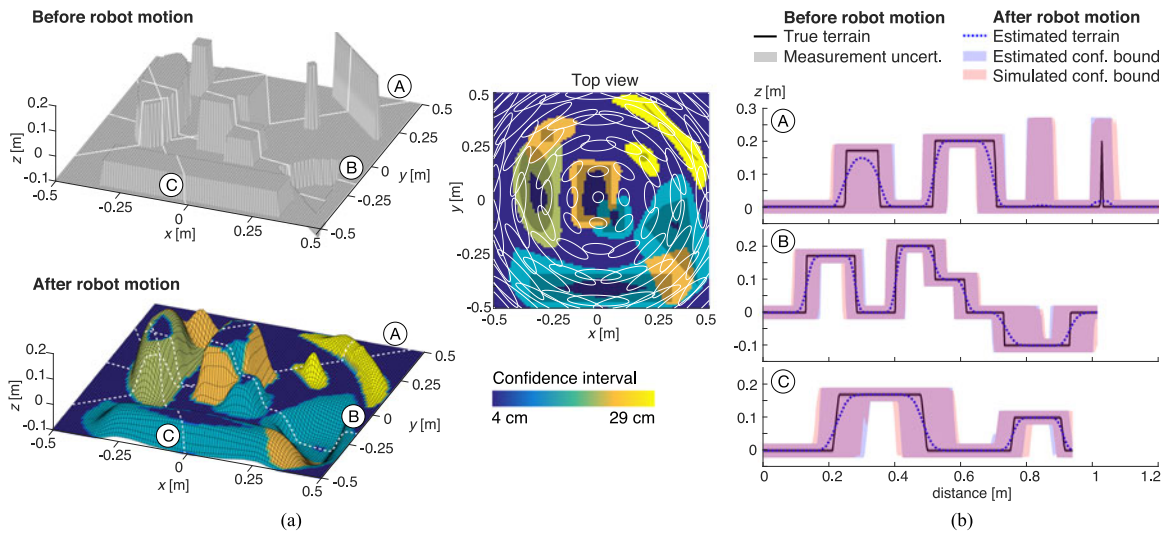 Before robot motion
A
B
C
0.2
0.1
0
-0.1
z [m]
-0.5
-0.25
0
0.25
0.5
x [m]
-0.5
-0.25
0
0.25
0.5
y [m]
After robot motion
A
B
C
0.2
0.1
0
-0.1
z [m]
-0.5
-0.25
0
0.25
0.5
x [m]
-0.5
-0.25
0
0.25
0.5
y [m]
Top view
0.5
0.25
0
-0.25
-0.5
y [m]
-0.5 -0.25 0 0.25 0.5
x [m]
Confidence interval
4 cm 29 cm
(a)
Before robot motion
True terrain
Measurement uncert.
After robot motion
Estimated terrain
Estimated conf. bound
Simulated conf. bound
z [m]
0.3
A
0.2
0.1
0
B
0.2
0.1
0
-0.1
C
0.2
0.1
0
0 0.2 0.4 0.6 0.8 1 1.2
distance [m]
(b)